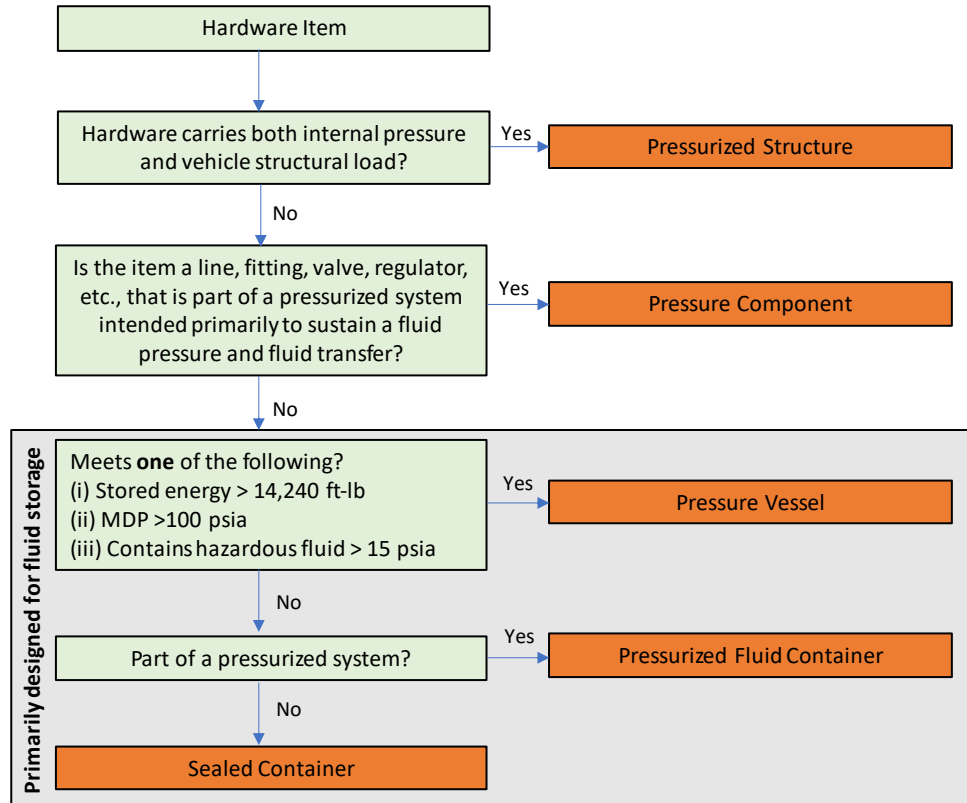 Hardware Item
Hardware carries both internal pressure
and vehicle structural load?
Yes
Pressurized Structure
No
Is the item a line, fitting, valve, regulator,
etc., that is part of a pressurized system
intended primarily to sustain a fluid
pressure and fluid transfer?
Yes
Pressure Component
No
Primarily designed for fluid storage
Meets one of the following?
(i) Stored energy > 14,240 ft-lb
(ii) MDP >100 psia
(iii) Contains hazardous fluid > 15 psia
Yes
Pressure Vessel
No
Part of a pressurized system?
Yes
Pressurized Fluid Container
No
Sealed Container